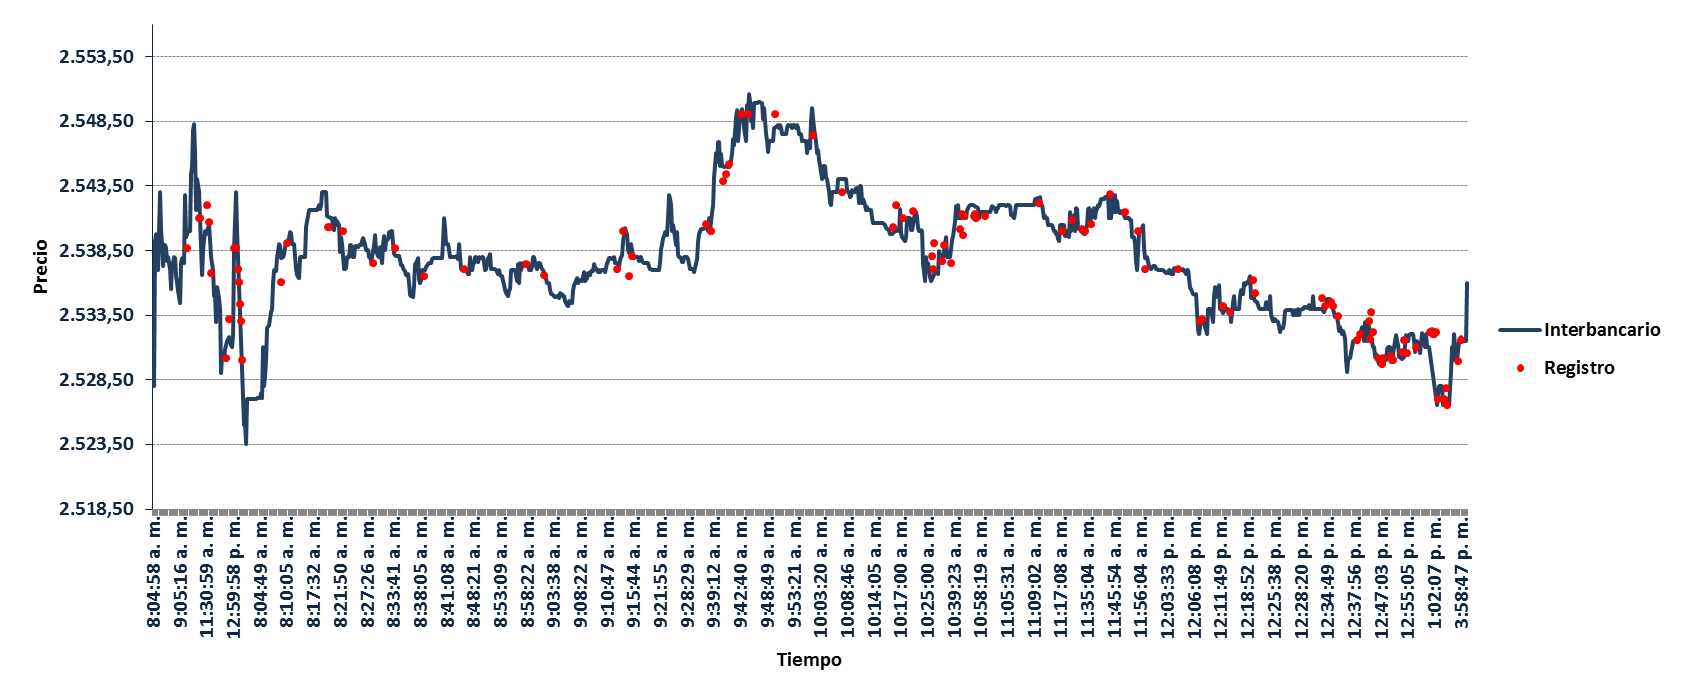 2.553,50
2.548,50
2.543,50
2.538,50
2.533,50
2.528,50
2.523,50
2.518,50
Precio
Interbancario
Registro
8:04:58 a. m.
9:05:16 a. m.
11:30:59 a. m.
12:59:58 p. m.
8:04:49 a. m.
8:10:05 a. m.
8:17:32 a. m.
8:21:50 a. m.
8:27:26 a. m.
8:33:41 a. m.
8:38:05 a. m.
8:41:08 a. m.
8:48:21 a. m.
8:53:09 a. m.
8:58:22 a. m.
9:03:38 a. m.
9:08:22 a. m.
9:10:47 a. m.
9:15:44 a. m.
9:21:55 a. m.
9:28:29 a. m.
9:39:12 a. m.
9:42:40 a. m.
9:48:49 a. m.
9:53:21 a. m.
10:03:20 a. m.
10:08:46 a. m.
10:14:05 a. m.
10:17:00 a. m.
10:25:00 a. m.
10:39:23 a. m.
10:58:19 a. m.
11:05:31 a. m.
11:09:02 a. m.
11:17:08 a. m.
11:35:04 a. m.
11:45:54 a. m.
11:56:04 a. m.
12:03:33 p. m.
12:06:08 p. m.
12:11:49 p. m.
12:18:52 p. m.
12:25:38 p. m.
12:28:20 p. m.
12:34:49 p. m.
12:37:56 p. m.
12:47:03 p. m.
12:55:05 p. m.
1:02:07 p. m.
3:58:47 p. m.
Tiempo